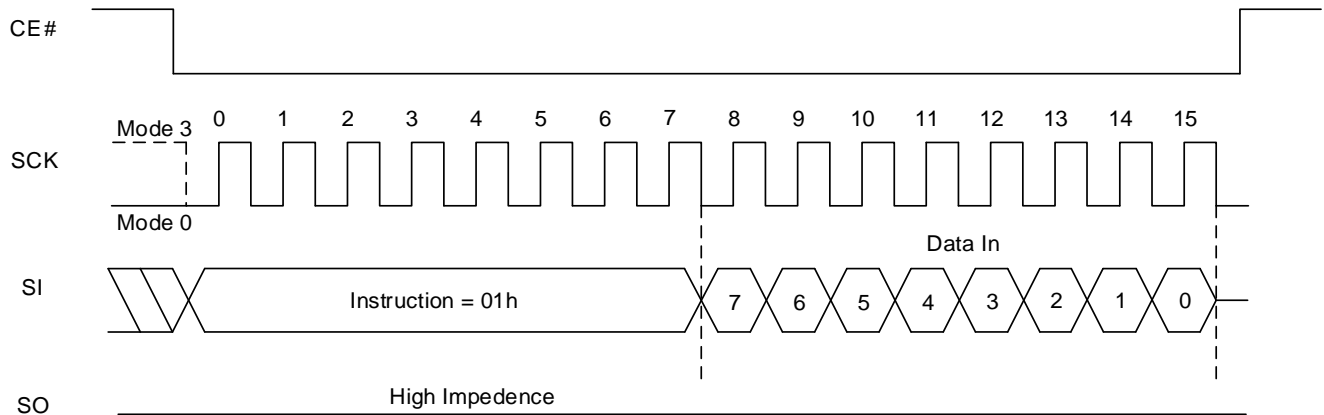 CE#
Mode 3
0 1 2 3 4 5 6 7 8 9 10 11 12 13 14 15
SCK
Mode 0
Data In
SI
Instruction = 01h
7 6 5 4 3 2 1 0
High Impedence
SO